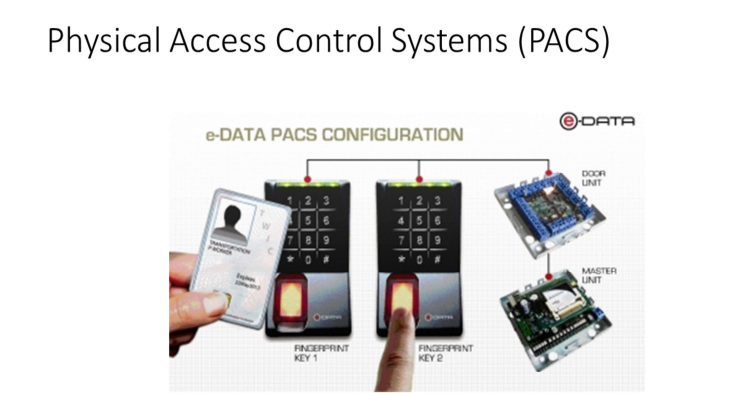 Physical Access Control Systems (PACS)
e-DATA
e-DATA PACS CONFIGURATION
DOOR
UNIT
1 2 3
4 5 6
7 8 9
* 0 #
1 2 3
4 5 6
7 8 9
* 0 #
T
W
I
C
TRANSPORTATION
Expires
MASTER
UNIT
e-DATA
e-DATA
FINGERPRINT
KEY 1
FINGERPRINT
KEY 2